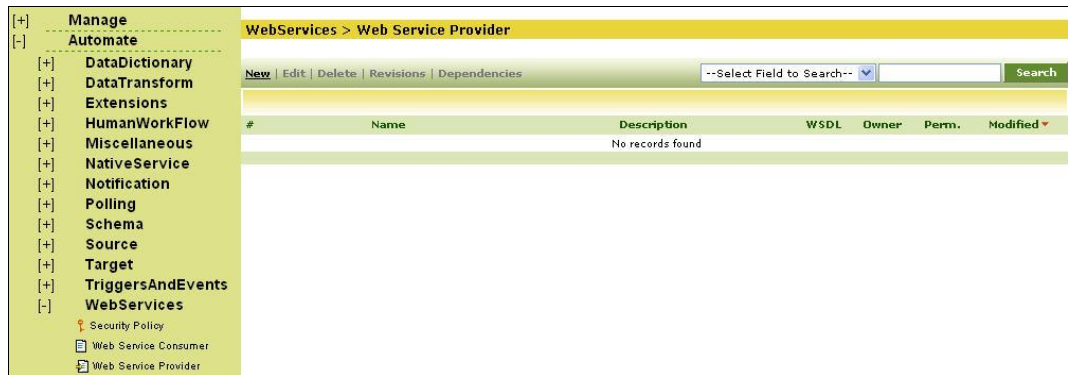 [+] Manage
[-] Automate
[+] DataDictionary
[+] DataTransform
[+] Extensions
[+] HumanWorkFlow
[+] Miscellaneous
[+] NativeService
[+] Notification
[+] Polling
[+] Schema
[+] Source
[+] Target
[+] TriggersAndEvents
[-] WebServices
Security Policy
Web Service Consumer
Web Service Provider
WebServices > Web Service Provider
New | Edit | Delete | Revisions | Dependencies --Select Field to Search-- Search
# Name Description WSDL Owner Perm. Modified
No records found